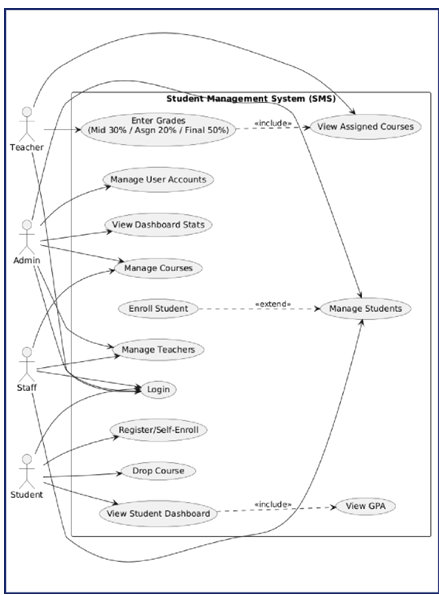 Student Management System (SMS)
Enter Grades
(Mid 30% / Asgn 20% / Final 50%)
«include»
View Assigned Courses
Teacher
Manage User Accounts
View Dashboard Stats
Admin
Manage Courses
Enroll Student
«extend»
Manage Students
Manage Teachers
Staff
Login
Register/Self-Enroll
Drop Course
Student
View Student Dashboard
«include»
View GPA